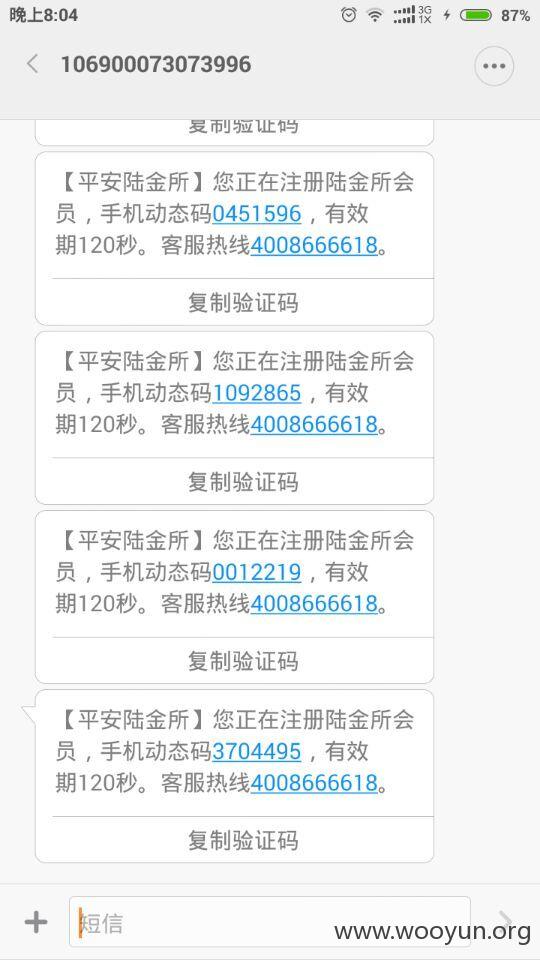 晚上8:04
3G
1X
87%
106900073073996
复制验证码
【平安陆金所】您正在注册陆金所会
员，手机动态码0451596，有效
期120秒。客服热线4008666618。
复制验证码
【平安陆金所】您正在注册陆金所会
员，手机动态码1092865，有效
期120秒。客服热线4008666618。
复制验证码
【平安陆金所】您正在注册陆金所会
员，手机动态码0012219，有效
期120秒。客服热线4008666618。
复制验证码
【平安陆金所】您正在注册陆金所会
员，手机动态码3704495，有效
期120秒。客服热线4008666618。
复制验证码
短信
www.wooyun.org